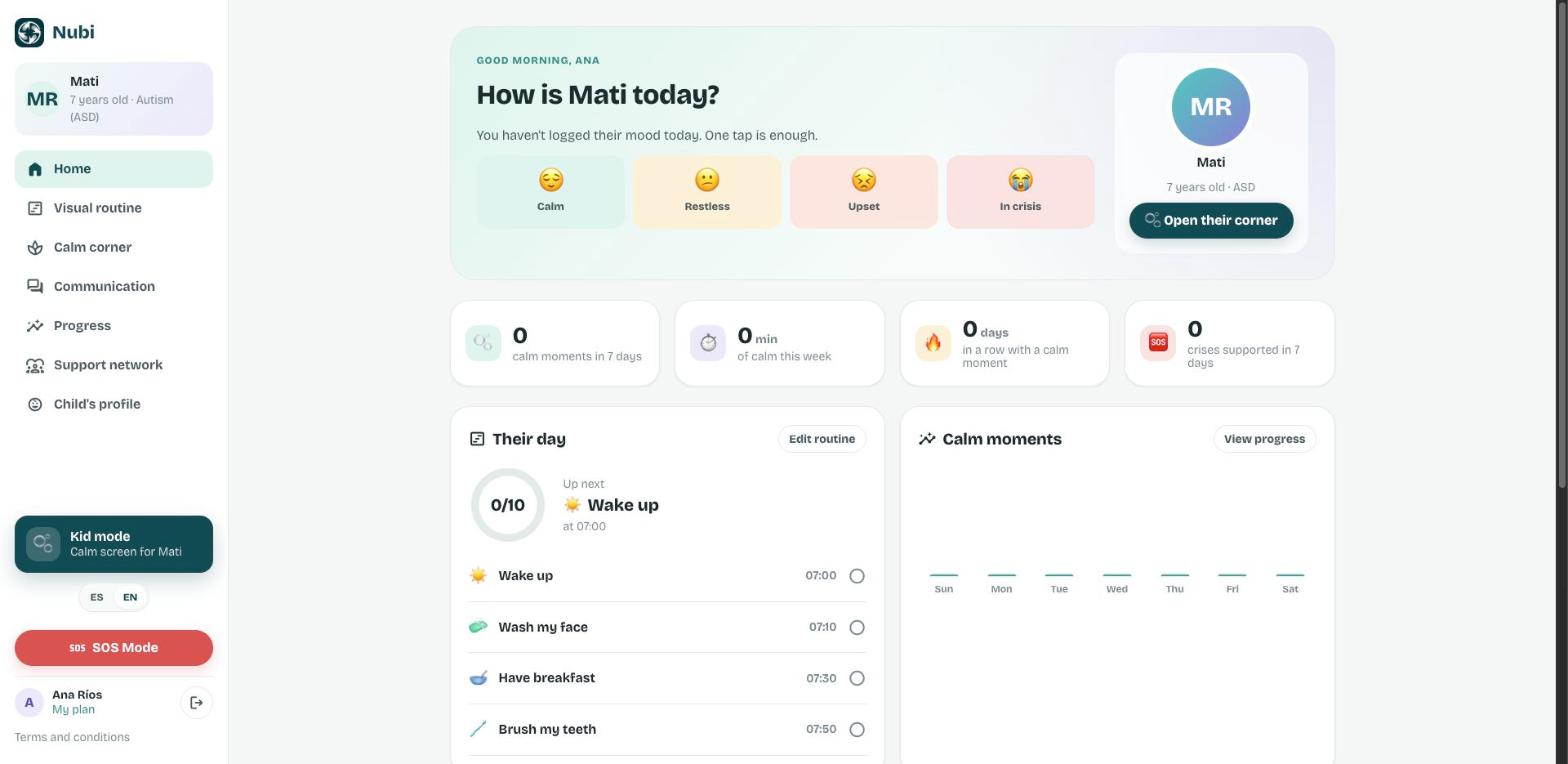 Nubi
MR
Mati
7 years old · Autism
(ASD)
Home
Visual routine
Calm corner
Communication
Progress
Support network
Child's profile
Kid mode
Calm screen for Mati
ES
EN
SOS SOS Mode
A
Ana Ríos
My plan
Terms and conditions
GOOD MORNING, ANA
How is Mati today?
You haven't logged their mood today. One tap is enough.
Calm
Restless
Upset
In crisis
MR
Mati
7 years old · ASD
Open their corner
0
calm moments in 7 days
0 min
of calm this week
0 days
in a row with a calm
moment
SOS
0
crises supported in 7
days
Their day
Edit routine
0/10
Up next
Wake up
at 07:00
Wake up 07:00
Wash my face 07:10
Have breakfast 07:30
Brush my teeth 07:50
Calm moments
View progress
Sun Mon Tue Wed Thu Fri Sat